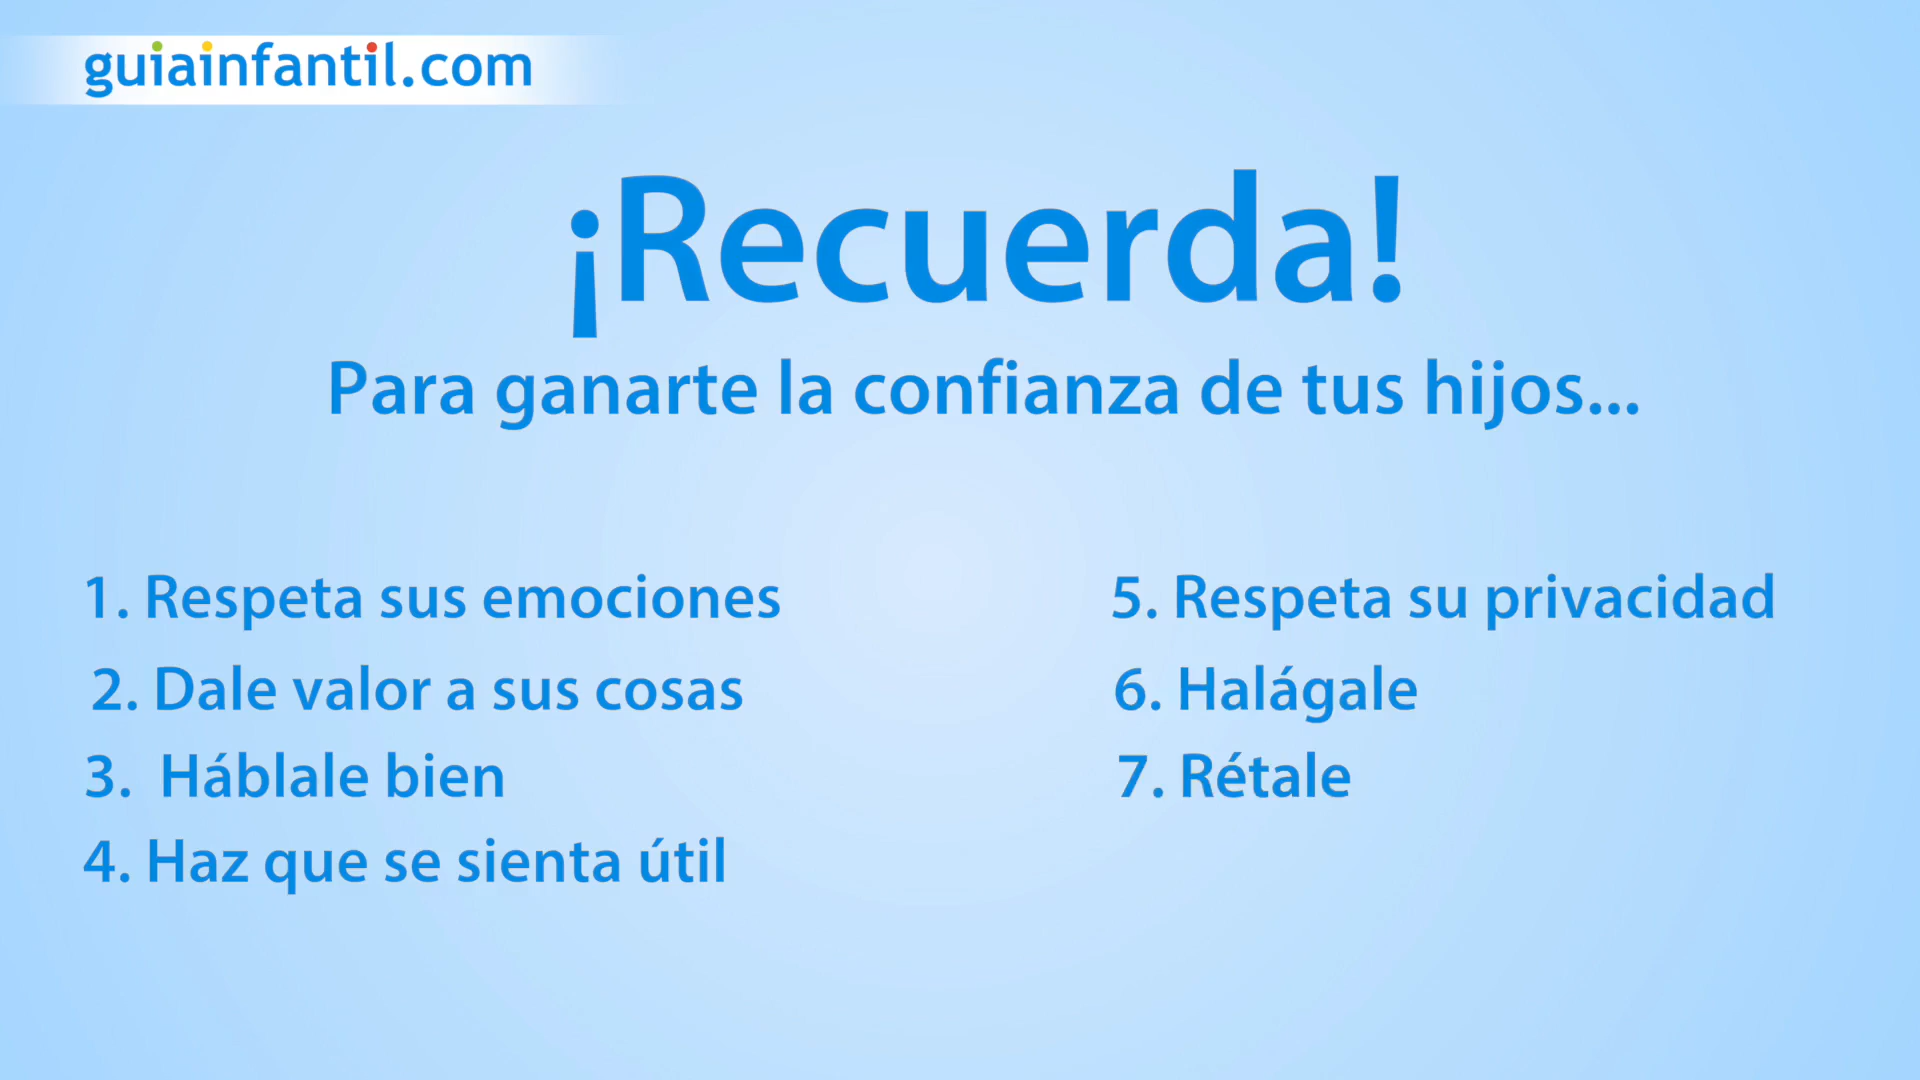 guiainfantil.com
¡Recuerda!
Para ganarte la confianza de tus hijos...
1. Respeta sus emociones
2. Dale valor a sus cosas
3. Háblale bien
4. Haz que se sienta útil
5. Respeta su privacidad
6. Halágale
7. Rétale